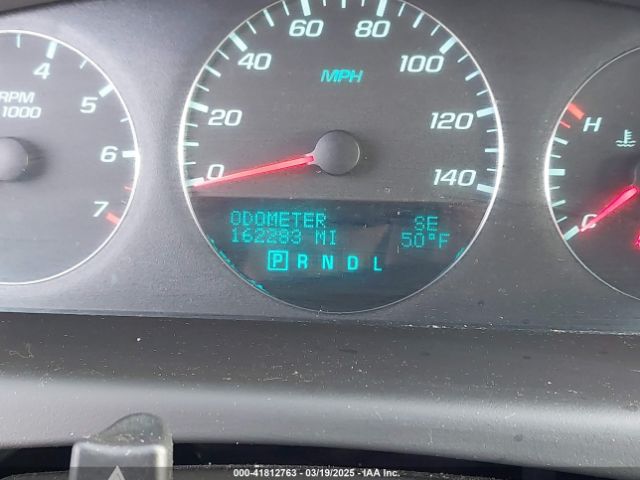 60 80
4 40 100
RPM 5 MPH
1000 20 120 H
6 0 140
7 ODOMETER SE C
162283 MI 50°F
P R N D L
000-41812763 - 03/19/2025 - IAA Inc.